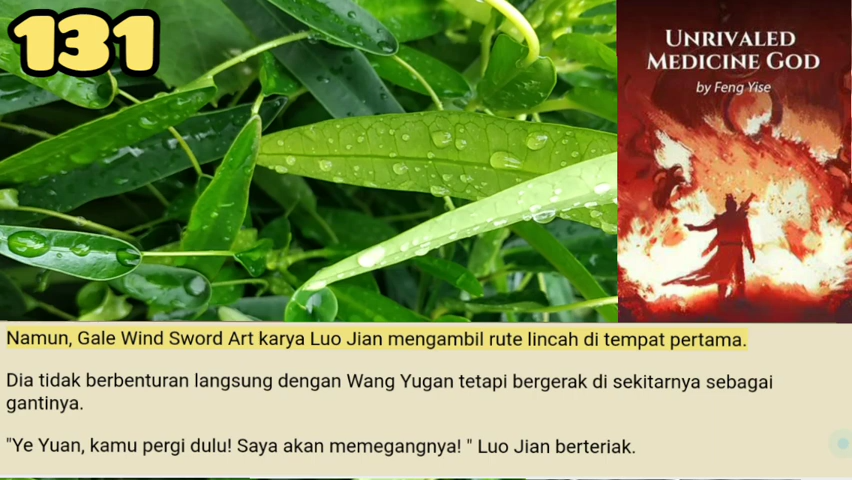 131
UNRIVALED
MEDICINE GOD
by Feng Yise
Namun, Gale Wind Sword Art karya Luo Jian mengambil rute lincah di tempat pertama.
Dia tidak berbenturan langsung dengan Wang Yugan tetapi bergerak di sekitarnya sebagai
gantinya.
"Ye Yuan, kamu pergi dulu! Saya akan memegangnya! " Luo Jian berteriak.